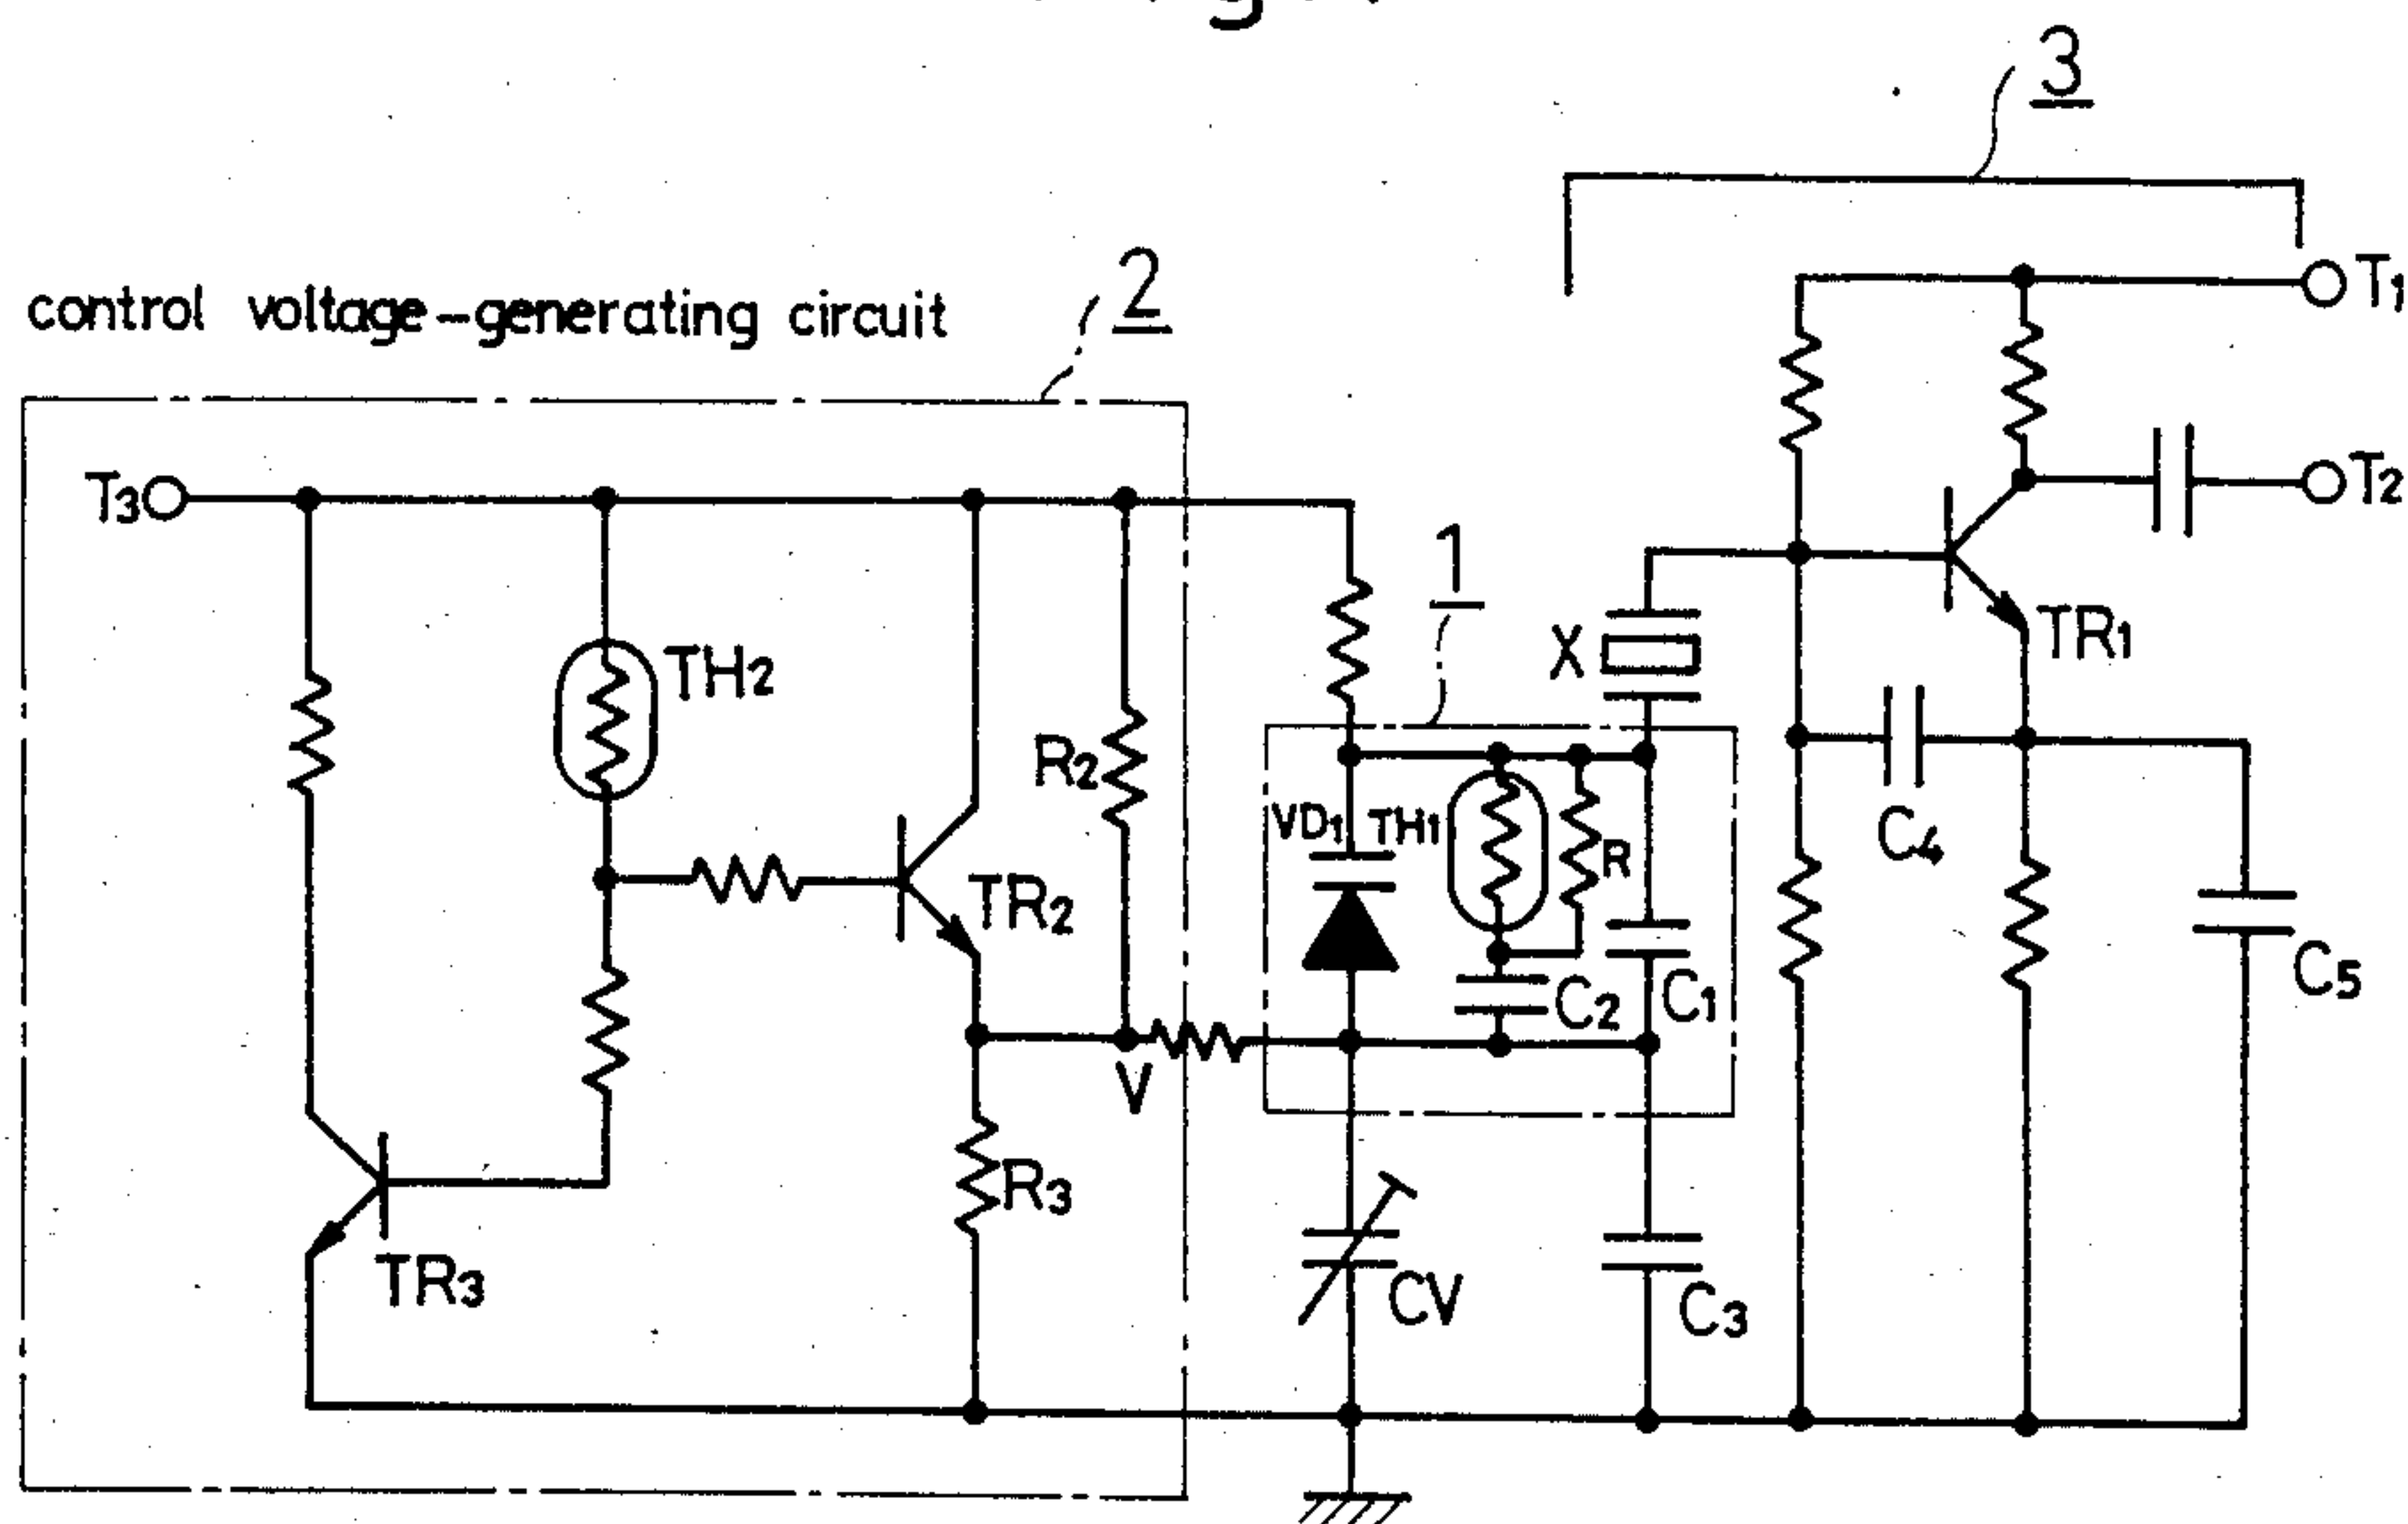 3
T1
control voltage-generating circuit
2
T3
T2
1
TH2
X
TR1
R2
VD1
TH1
R
C4
TR2
C2
C1
C5
V
R3
TR3
CV
C3